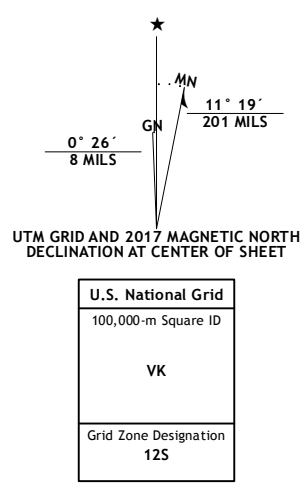 ★
MN
11° 19´
201 MILS
GN
0° 26´
8 MILS
UTM GRID AND 2017 MAGNETIC NORTH
DECLINATION AT CENTER OF SHEET
U.S. National Grid
100,000-m Square ID
VK
Grid Zone Designation
12S